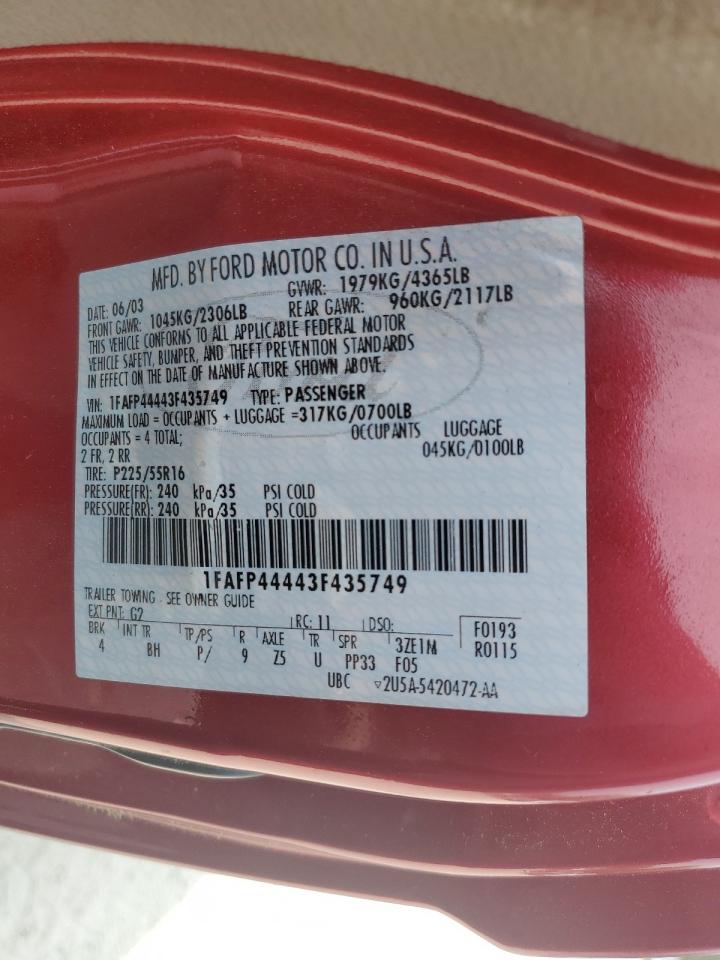 MFD. BY FORD MOTOR CO. IN U.S.A.
DATE: 06/03 GVWR: 1979KG/4365LB
FRONT GAWR: 1045KG/2306LB REAR GAWR: 960KG/2117LB
THIS VEHICLE CONFORMS TO ALL APPLICABLE FEDERAL MOTOR
VEHICLE SAFETY, BUMPER, AND THEFT PREVENTION STANDARDS
IN EFFECT ON THE DATE OF MANUFACTURE SHOWN ABOVE.
VIN: 1FAFP44443F435749 TYPE: PASSENGER
MAXIMUM LOAD = OCCUPANTS + LUGGAGE =317KG/0700LB
OCCUPANTS = 4 TOTAL; OCCUPANTS LUGGAGE
2 FR, 2 RR 045KG/0100LB
TIRE: P225/55R16
PRESSURE(FR): 240 kPa/35 PSI COLD
PRESSURE(RR): 240 kPa/35 PSI COLD
1FAFP44443F435749
TRAILER TOWING - SEE OWNER GUIDE
EXT PNT: G2 RC: 11 DSO: F0193
BRK INT TR TP/PS R AXLE TR SPR 3ZE1M R0115
4 BH P/ 9 Z5 U PP33 F05
UBC ▽2U5A-5420472-AA